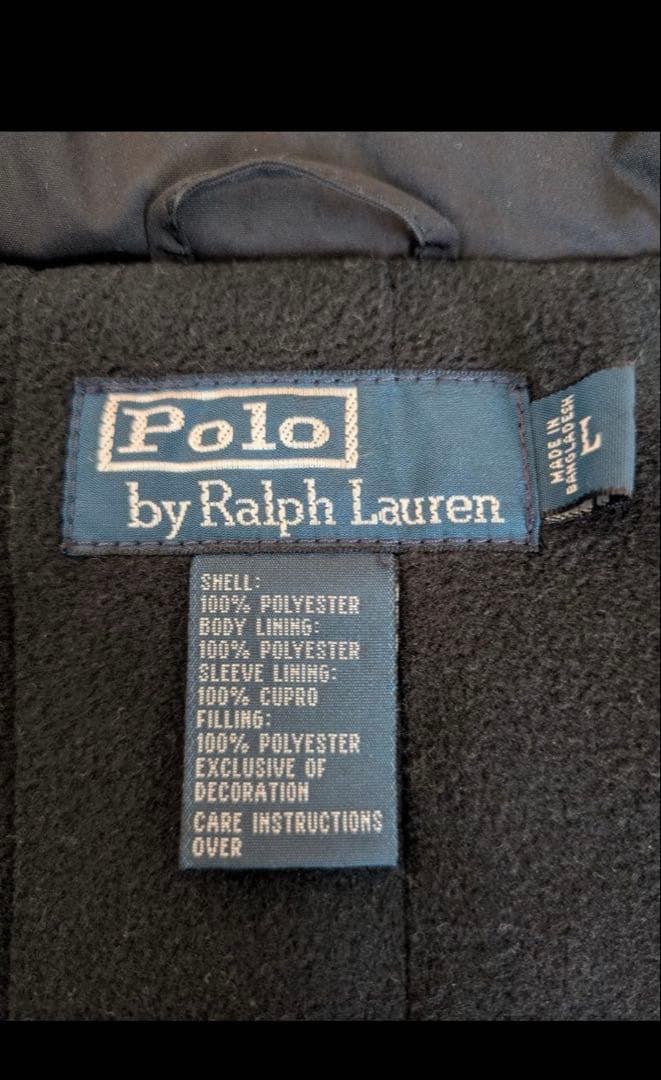 Polo
by Ralph Lauren
MADE IN
BANGLADESH
L
SHELL:
100% POLYESTER
BODY LINING:
100% POLYESTER
SLEEVE LINING:
100% CUPRO
FILLING:
100% POLYESTER
EXCLUSIVE OF
DECORATION
CARE INSTRUCTIONS
OVER